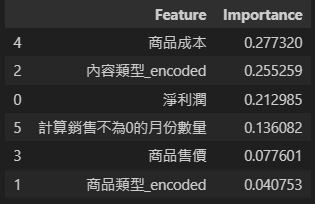 Feature Importance
4 商品成本 0.277320
2 內容類型_encoded 0.255259
0 淨利潤 0.212985
5 計算銷售不為0的月份數量 0.136082
3 商品售價 0.077601
1 商品類型_encoded 0.040753